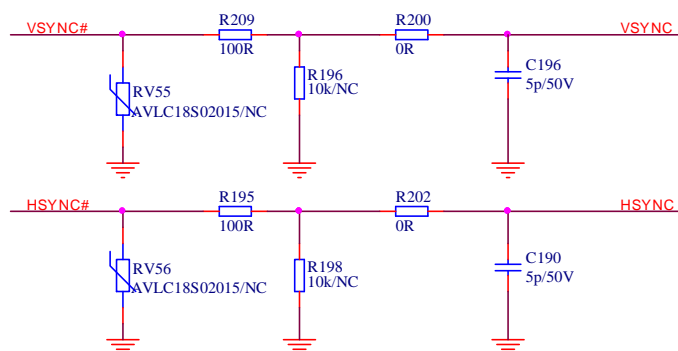 R209
R200
VSYNC#
VSYNC
100R
0R
C196
R196
5p/50V
10k/NC
RV55
AVLC18S02015/NC
R195
R202
HSYNC#
HSYNC
100R
0R
C190
R198
5p/50V
RV56
10k/NC
AVLC18S02015/NC